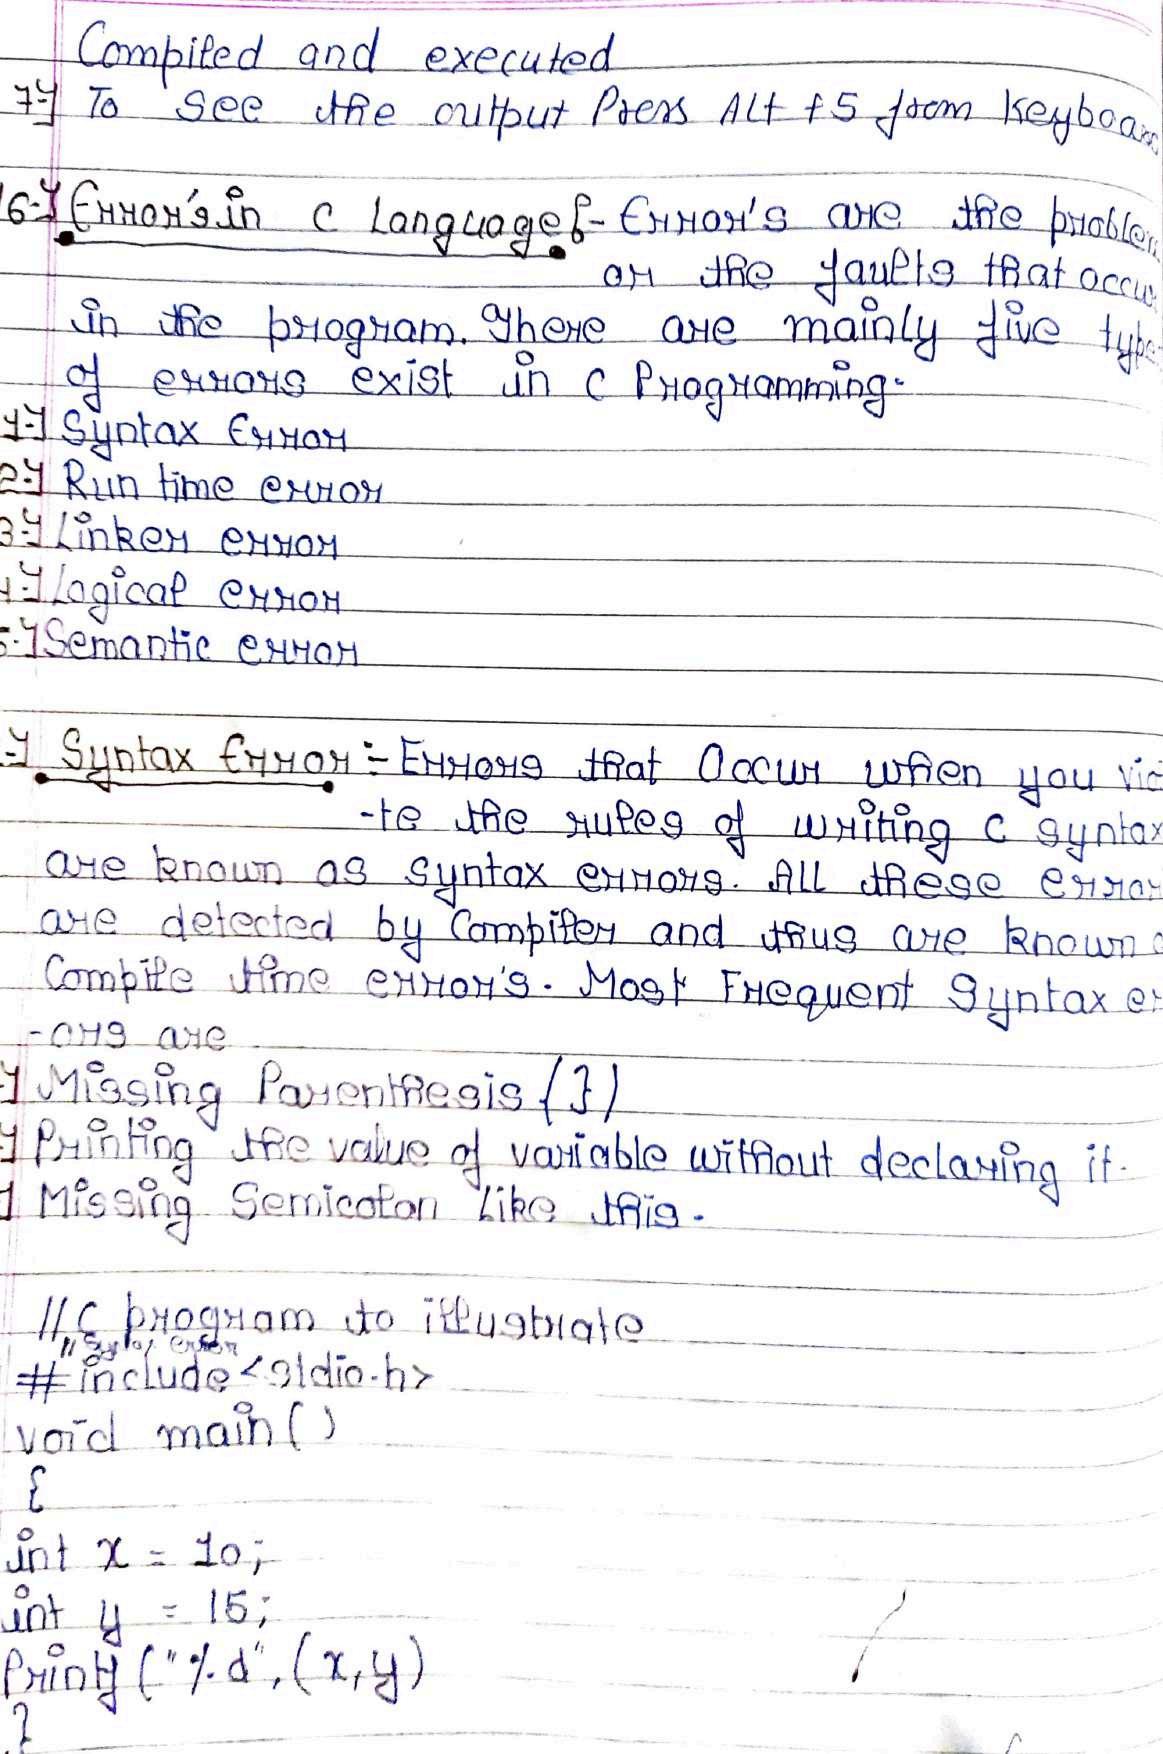 Compiled and executed
7-) To see the output Press Alt + 5 from Keyboar
16-) Error's in C Language :- Error's are the problem
or the faults that occur
in the program. There are mainly five type
of errors exist in C Programming.
1-) Syntax Error
2-) Run time error
3-) Linker error
4-) Logical error
5-) Semantic error
-) Syntax Error :- Errors that Occur when you vio
-te the rules of writing C syntax
are known as syntax errors. All these error
are detected by Compiler and thus are known a
Compile time error's. Most Frequent Syntax er
-ors are
-) Missing Parenthesis (})
-) Printing the value of variable without declaring it.
-) Missing Semicolon like this.
//C program to illustrate
// Syntax error
#include <stdio.h>
void main()
{
int x = 10;
int y = 15;
Printf ("%d", (x,y)
}